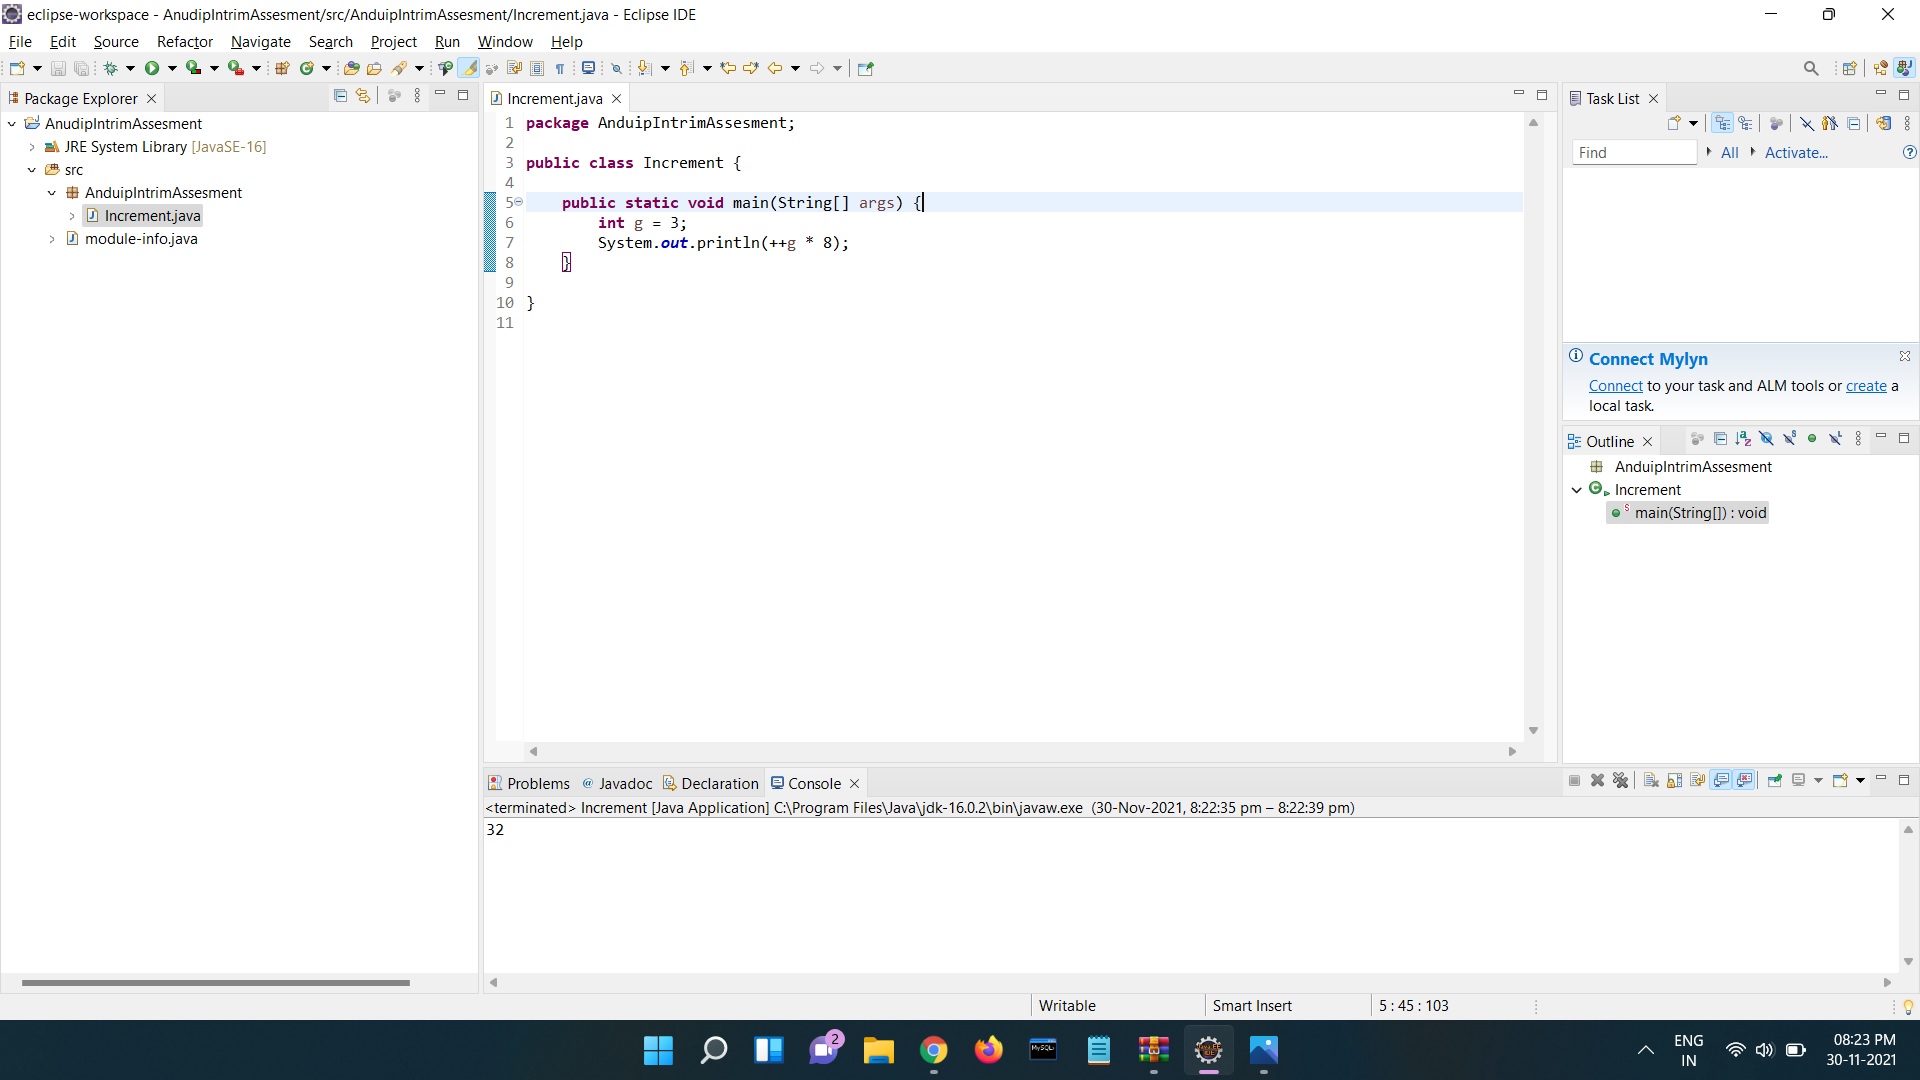 eclipse-workspace - AnudipIntrimAssesment/src/AnduipIntrimAssesment/Increment.java - Eclipse IDE
File Edit Source Refactor Navigate Search Project Run Window Help
Package Explorer
AnudipIntrimAssesment
JRE System Library [JavaSE-16]
src
AnduipIntrimAssesment
Increment.java
module-info.java
Increment.java
1 package AnduipIntrimAssesment;
2
3 public class Increment {
4
5 public static void main(String[] args) {
6 int g = 3;
7 System.out.println(++g * 8);
8 }
9
10 }
11
Task List
Find All Activate...
Connect Mylyn
Connect to your task and ALM tools or create a
local task.
Outline
AnduipIntrimAssesment
Increment
main(String[]) : void
Problems Javadoc Declaration Console
<terminated> Increment [Java Application] C:\Program Files\Java\jdk-16.0.2\bin\javaw.exe (30-Nov-2021, 8:22:35 pm – 8:22:39 pm)
32
Writable Smart Insert 5 : 45 : 103
2
MySQL
ENG
IN
08:23 PM
30-11-2021